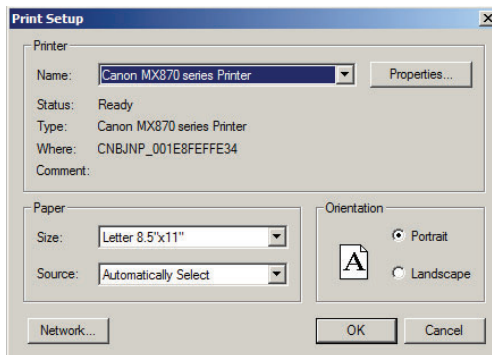 Print Setup
Printer
Name: Canon MX870 series Printer Properties...
Status: Ready
Type: Canon MX870 series Printer
Where: CNBJNP_001E8FEFFE34
Comment:
Paper Orientation
Size: Letter 8.5"x11" Portrait
A
Source: Automatically Select Landscape
Network... OK Cancel